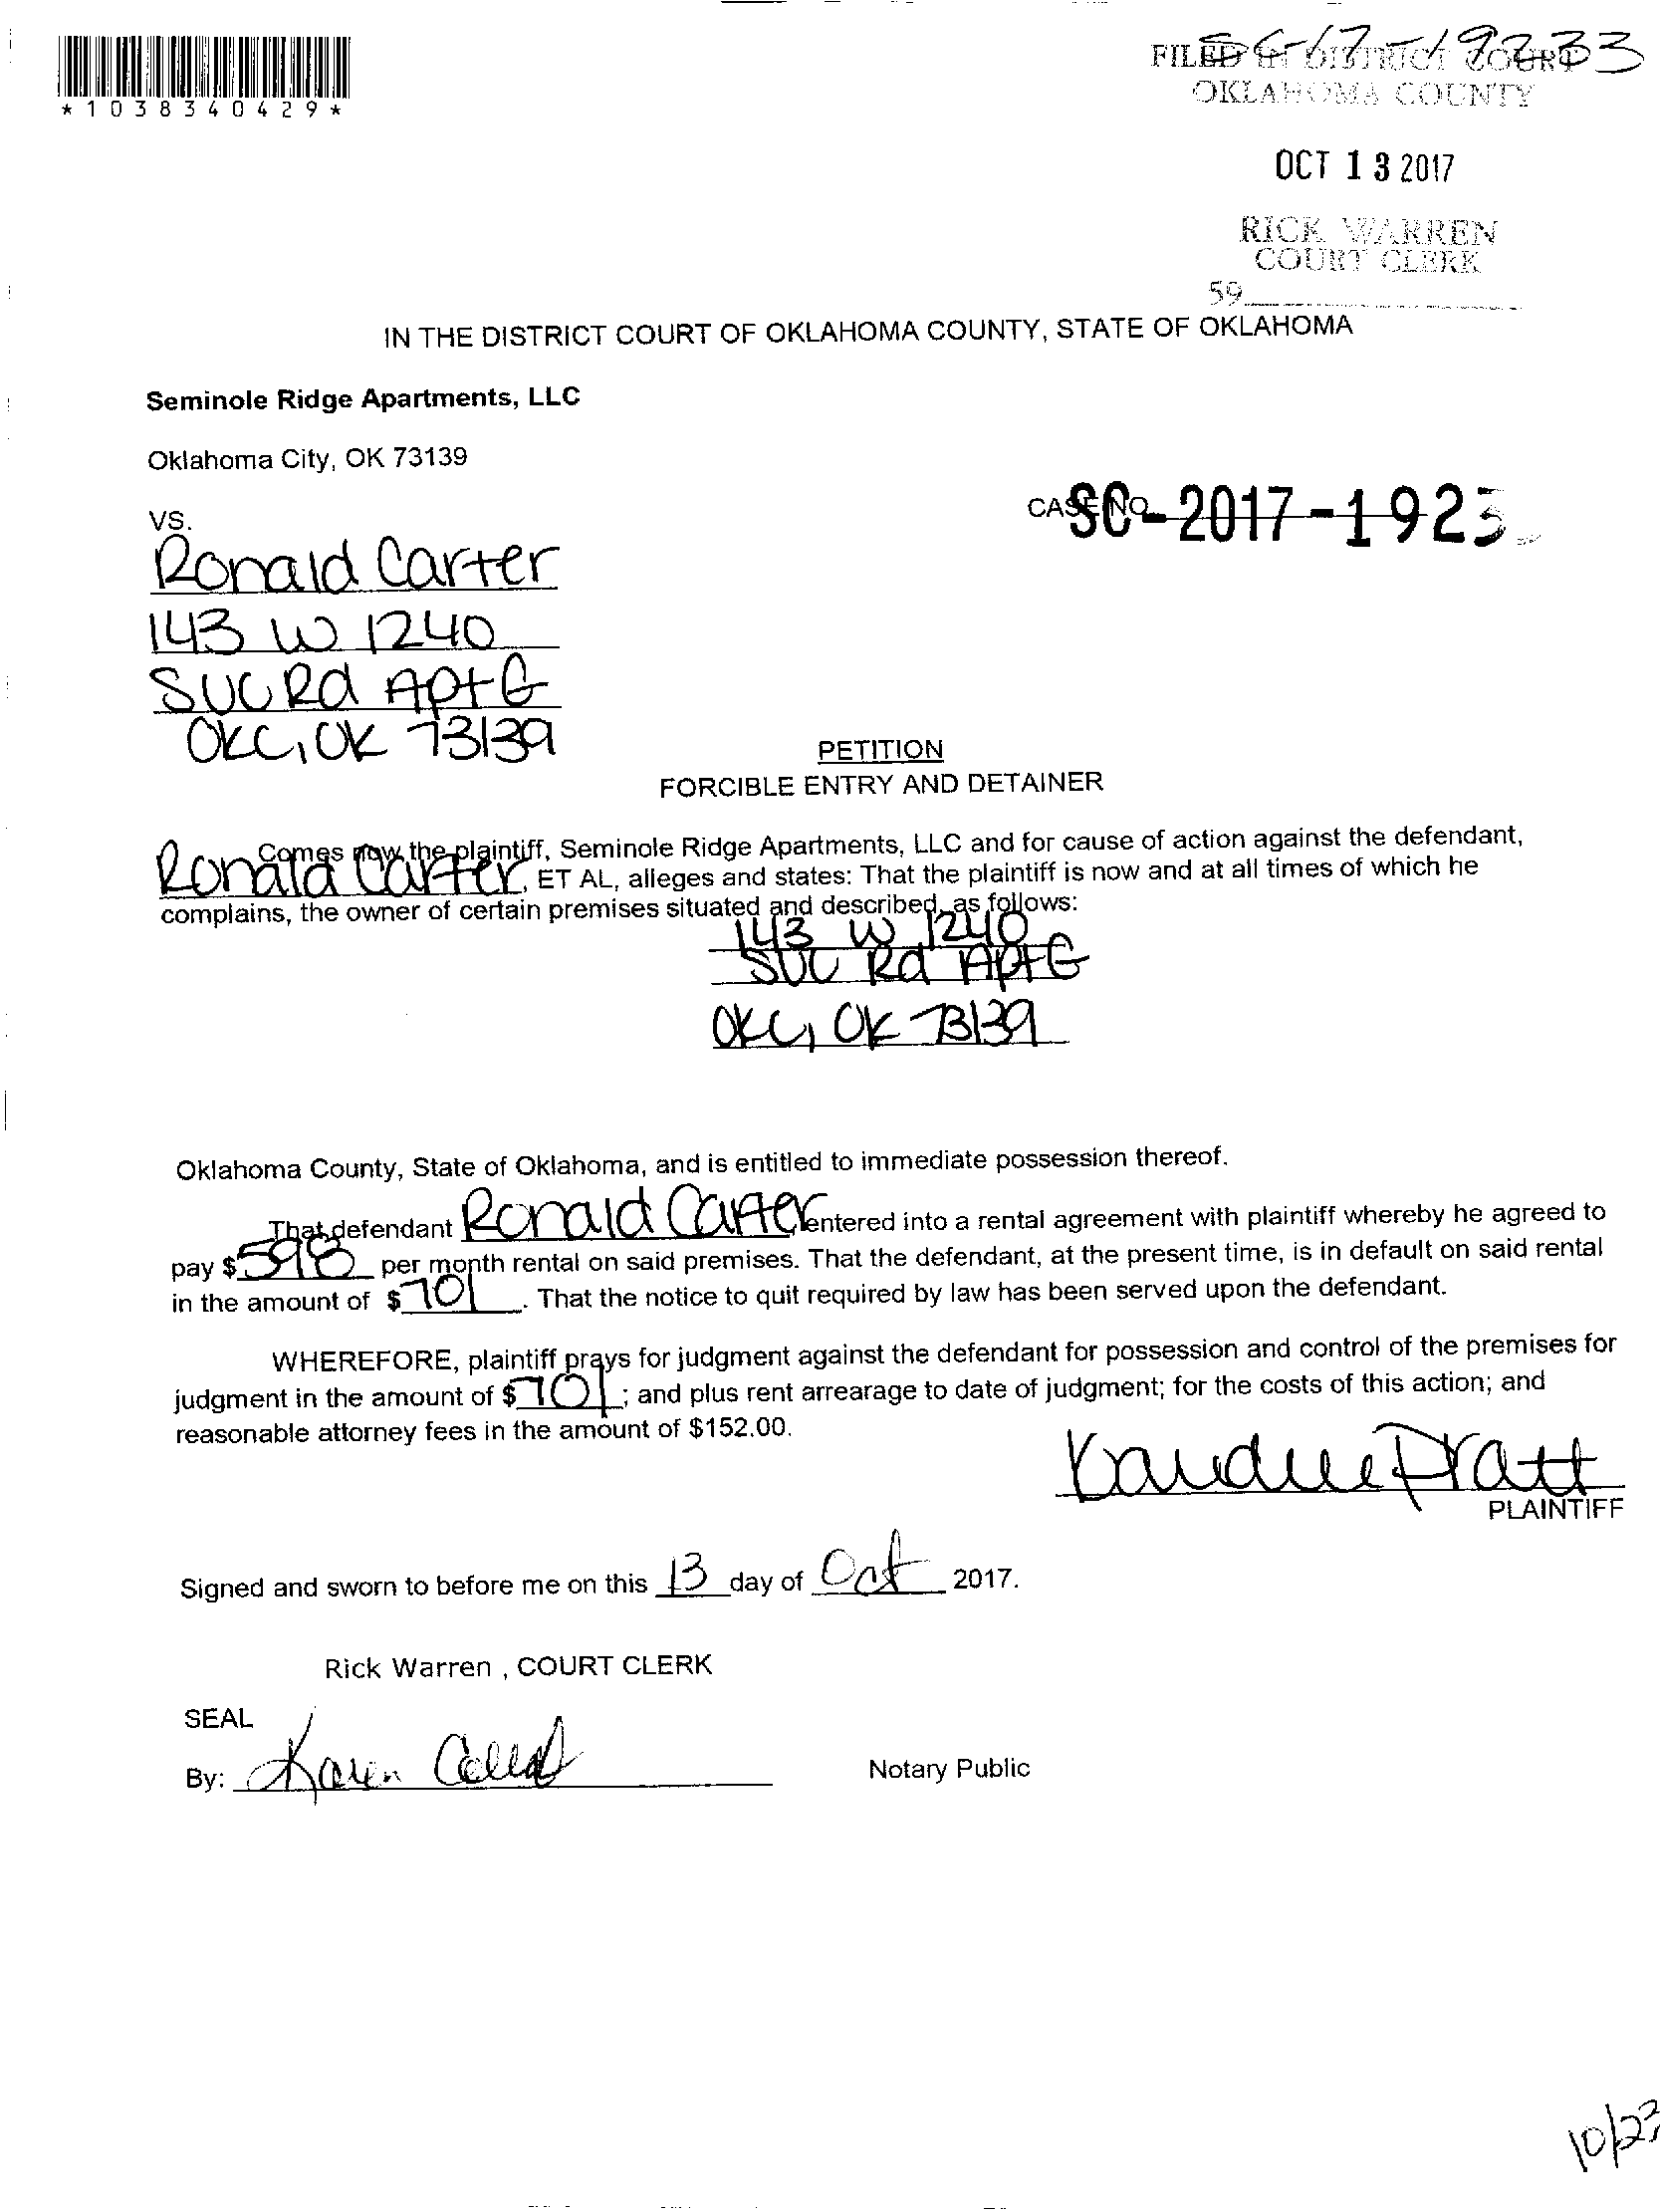 *1038340429*
SC-17-19233
FILED IN DISTRICT COURT
OKLAHOMA COUNTY
OCT 13 2017
RICK WARREN
COURT CLERK
59
IN THE DISTRICT COURT OF OKLAHOMA COUNTY, STATE OF OKLAHOMA
Seminole Ridge Apartments, LLC
Oklahoma City, OK 73139
VS.
CASE NO. SC-2017-1923
Ronald Carter
143 W 1240
SUC Rd Apt G
OKC, OK 73139
PETITION
FORCIBLE ENTRY AND DETAINER
Comes now the plaintiff, Seminole Ridge Apartments, LLC and for cause of action against the defendant,
Ronald Carter, ET AL, alleges and states: That the plaintiff is now and at all times of which he
complains, the owner of certain premises situated and described, as follows:
143 W 1240
SUC Rd Apt G
OKC, OK 73139
Oklahoma County, State of Oklahoma, and is entitled to immediate possession thereof.
That defendant Ronald Carter, entered into a rental agreement with plaintiff whereby he agreed to
pay $598 per month rental on said premises. That the defendant, at the present time, is in default on said rental
in the amount of $701. That the notice to quit required by law has been served upon the defendant.
WHEREFORE, plaintiff prays for judgment against the defendant for possession and control of the premises for
judgment in the amount of $701; and plus rent arrearage to date of judgment; for the costs of this action; and
reasonable attorney fees in the amount of $152.00.
Pratt
PLAINTIFF
Signed and sworn to before me on this 13 day of Oct 2017.
Rick Warren , COURT CLERK
SEAL
By: Karen
Notary Public
10/23